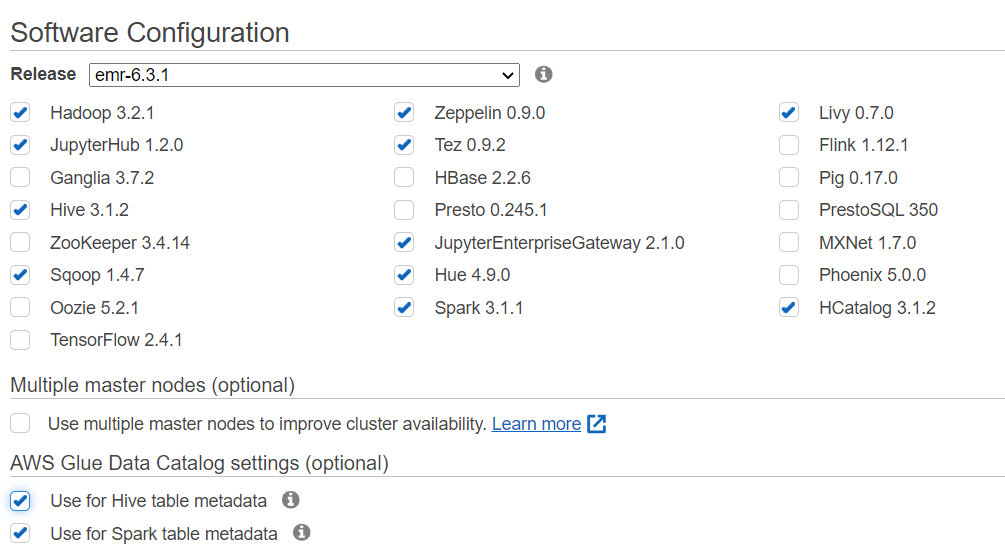 Software Configuration
Release emr-6.3.1
Hadoop 3.2.1 Zeppelin 0.9.0 Livy 0.7.0
JupyterHub 1.2.0 Tez 0.9.2 Flink 1.12.1
Ganglia 3.7.2 HBase 2.2.6 Pig 0.17.0
Hive 3.1.2 Presto 0.245.1 PrestoSQL 350
ZooKeeper 3.4.14 JupyterEnterpriseGateway 2.1.0 MXNet 1.7.0
Sqoop 1.4.7 Hue 4.9.0 Phoenix 5.0.0
Oozie 5.2.1 Spark 3.1.1 HCatalog 3.1.2
TensorFlow 2.4.1
Multiple master nodes (optional)
Use multiple master nodes to improve cluster availability. Learn more
AWS Glue Data Catalog settings (optional)
Use for Hive table metadata
Use for Spark table metadata